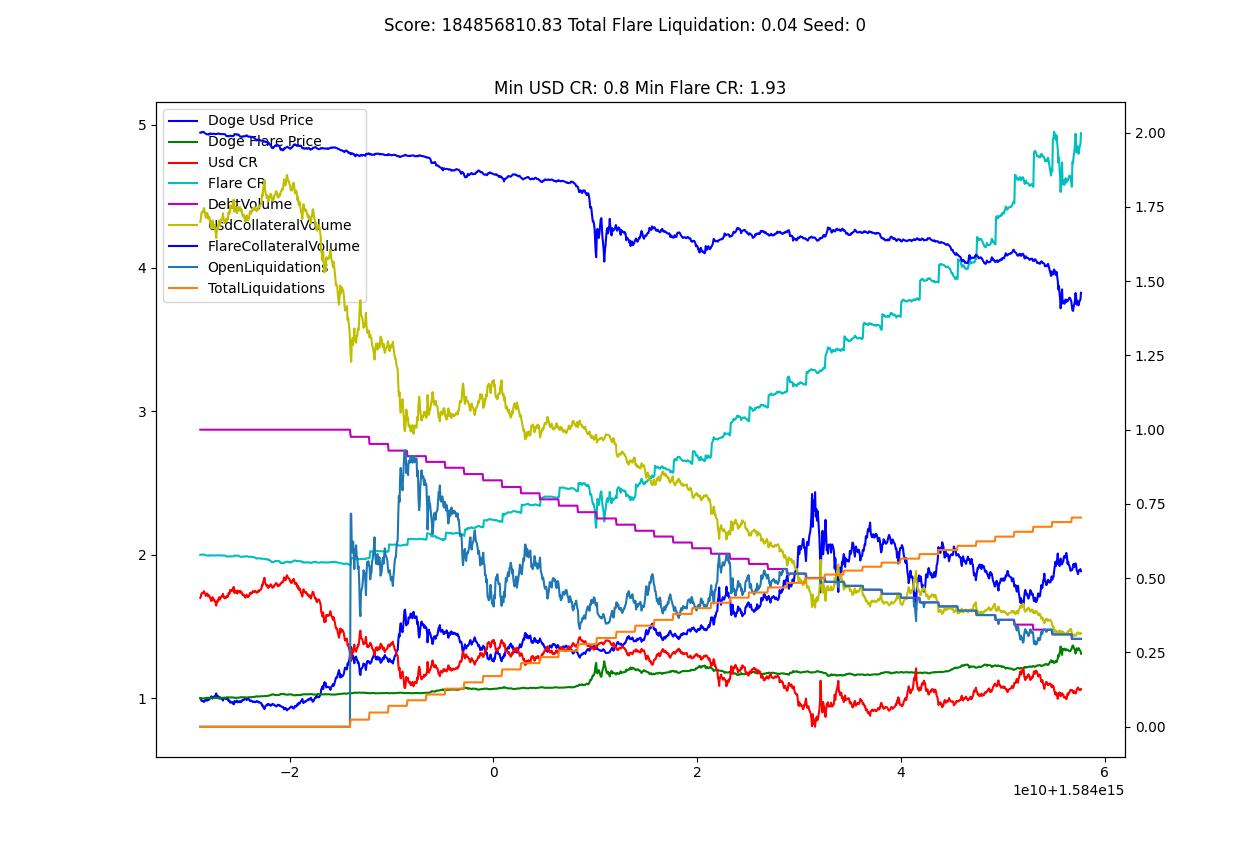 Score: 184856810.83 Total Flare Liquidation: 0.04 Seed: 0
Min USD CR: 0.8 Min Flare CR: 1.93
Doge Usd Price
Doge Flare Price
Usd CR
Flare CR
DebtVolume
UsdCollateralVolume
FlareCollateralVolume
OpenLiquidations
TotalLiquidations
5
4
3
2
1
2.00
1.75
1.50
1.25
1.00
0.75
0.50
0.25
0.00
−2 0 2 4 6
1e10+1.584e15